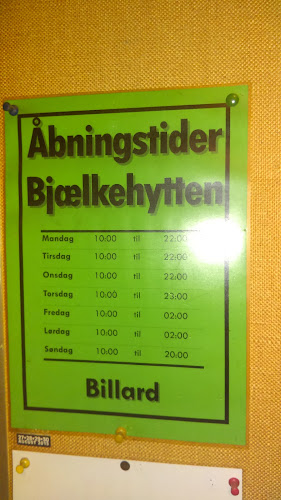 Åbningstider
Bjælkehytten
Mandag 10:00 til 22:00
Tirsdag 10:00 til 22:00
Onsdag 10:00 til 22:00
Torsdag 10:00 til 23:00
Fredag 10:00 til 02:00
Lørdag 10:00 til 02:00
Søndag 10:00 til 20:00
Billard